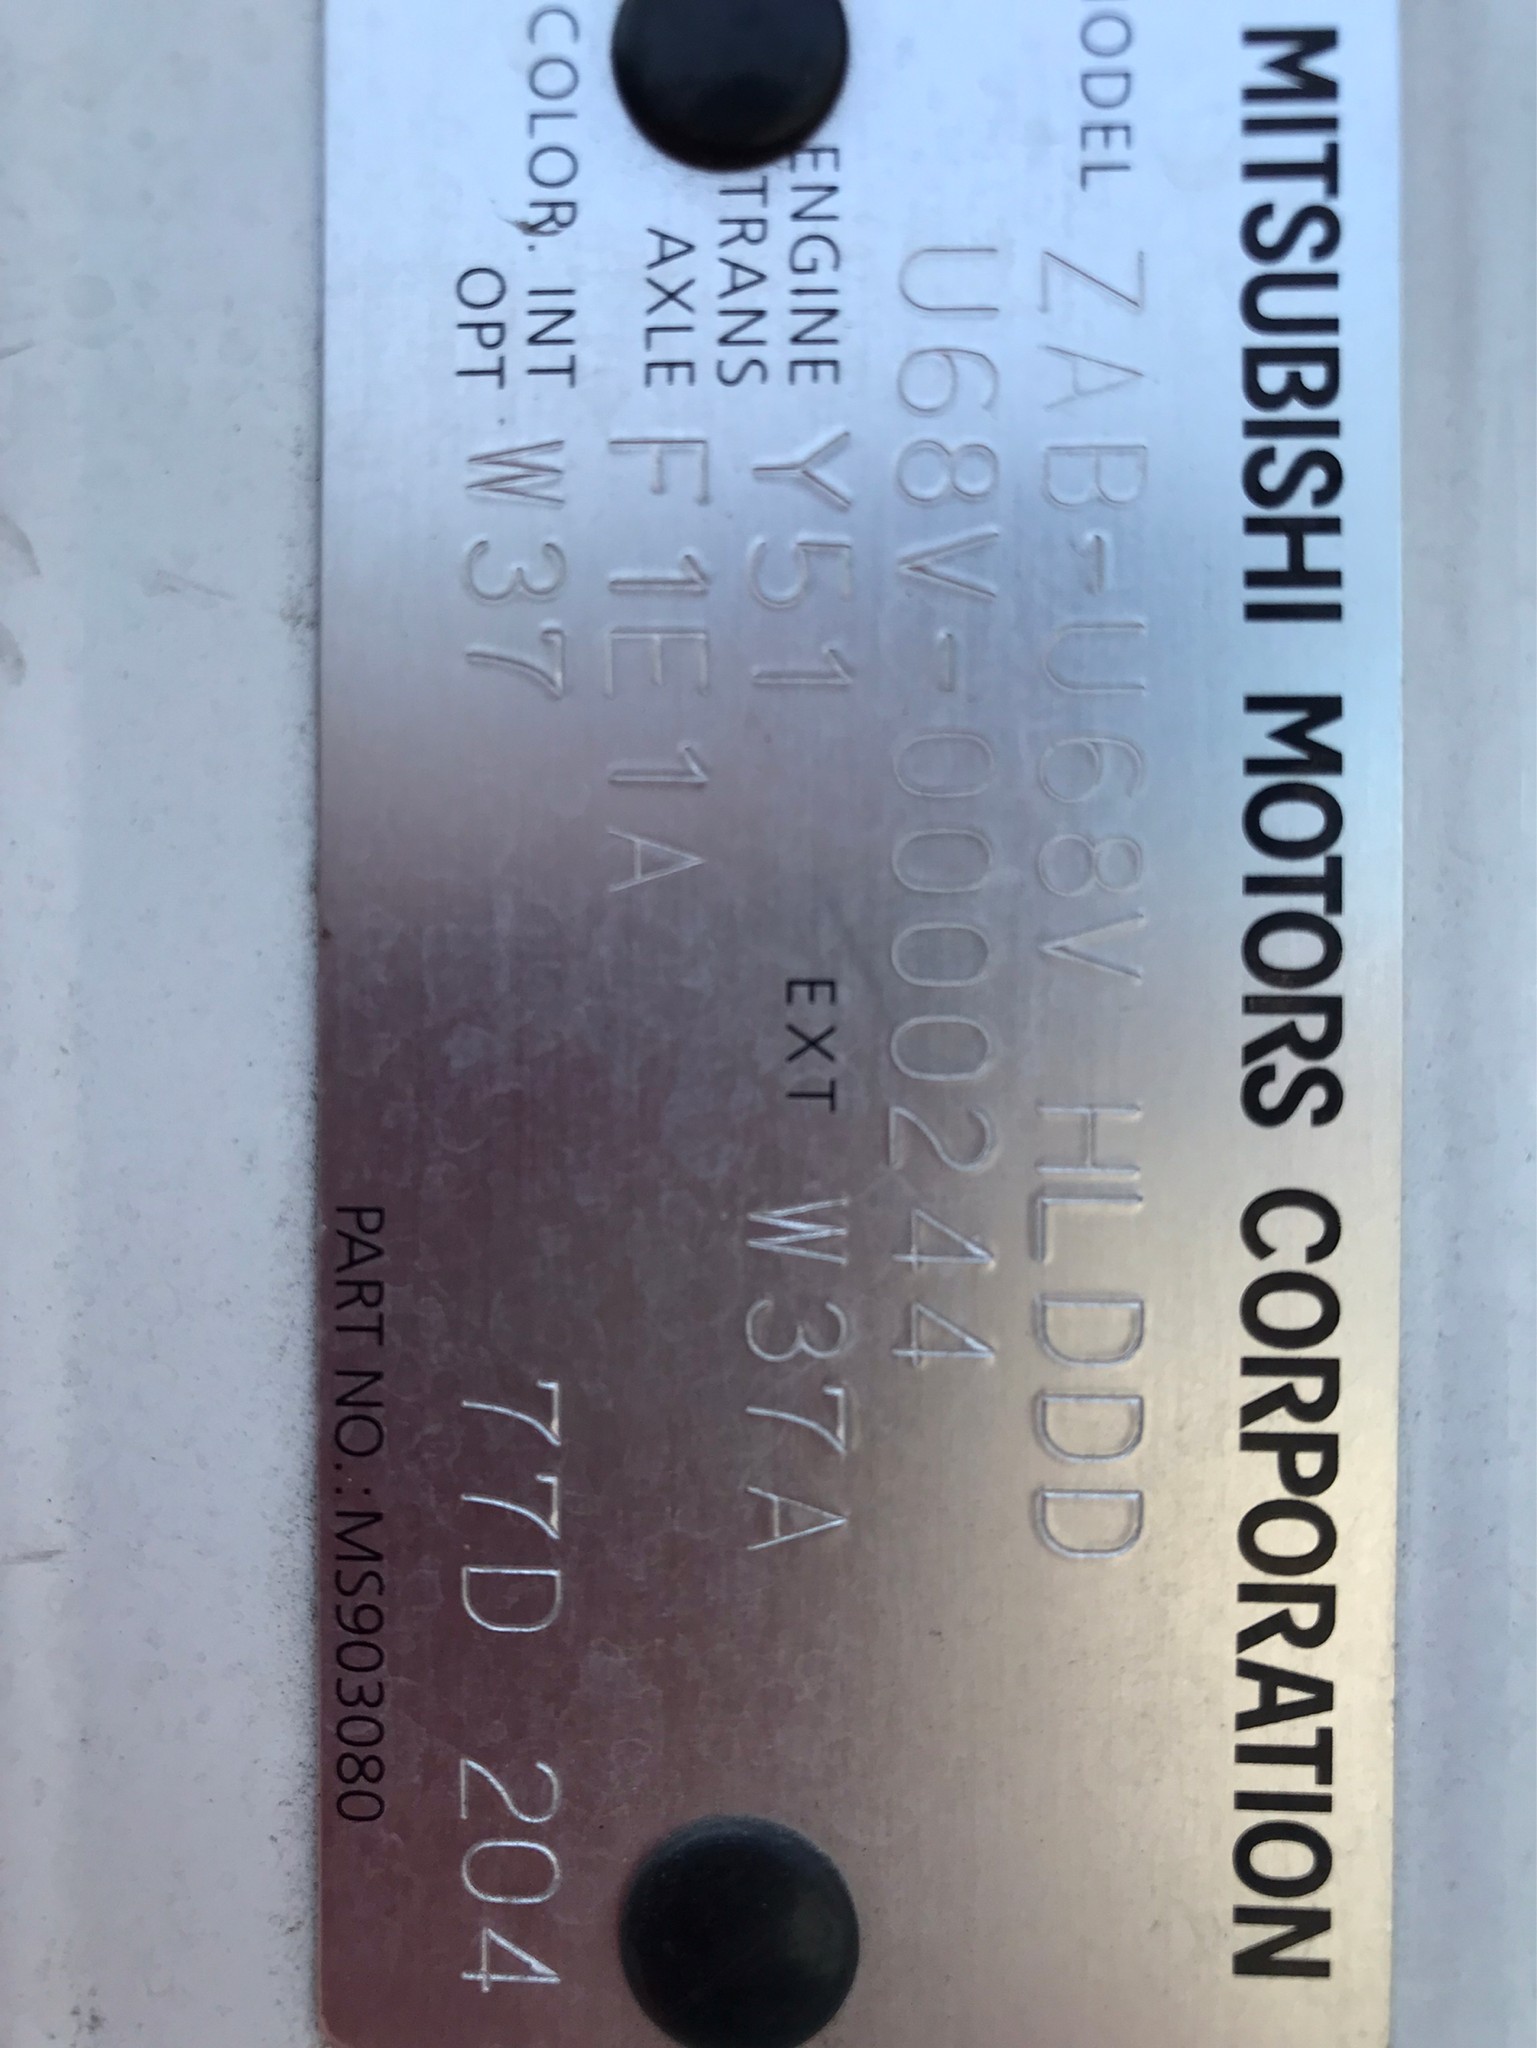 MITSUBISHI MOTORS CORPORATION
MODEL ZAB-U68V HLDDD
U68V-0000244
ENGINE Y51 EXT W37A
TRANS
AXLE F1E1A
COLOR. INT
OPT W37 77D 204
PART NO.:MS903080